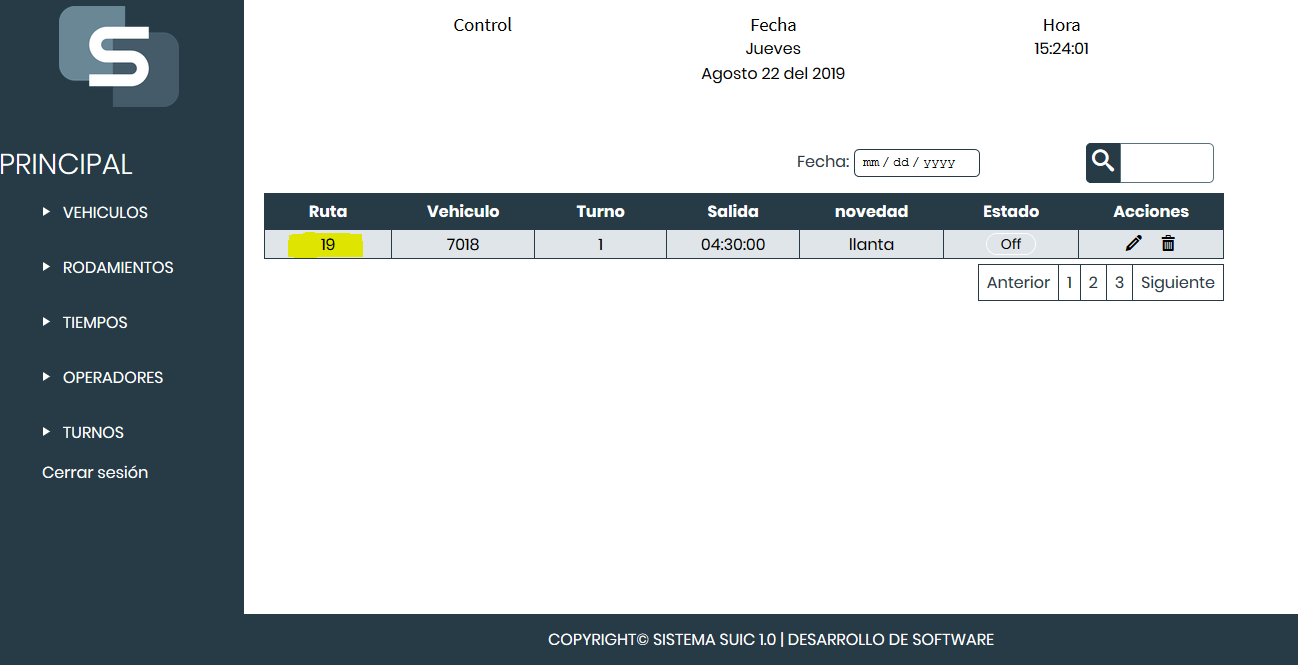 S
Control
Fecha
Hora
Jueves
15:24:01
Agosto 22 del 2019
PRINCIPAL
VEHICULOS
RODAMIENTOS
TIEMPOS
OPERADORES
TURNOS
Cerrar sesión
Fecha: mm / dd / yyyy
Ruta Vehiculo Turno Salida novedad Estado Acciones
19 7018 1 04:30:00 llanta Off
Anterior 1 2 3 Siguiente
COPYRIGHT© SISTEMA SUIC 1.0 | DESARROLLO DE SOFTWARE